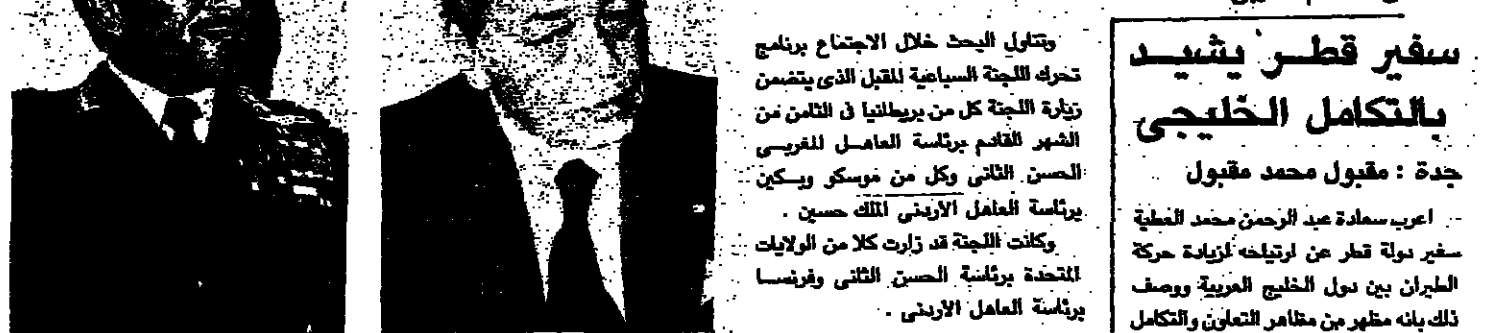 سفير قطر يشيد
بالتكامل الخليجى
جدة : مقبول محمد مقبول
اعرب سعادة عبد الرحمن محمد العطية
سفير دولة قطر عن ارتياحه لزيادة حركة
الطيران بين دول الخليج العربية ووصف
ذلك بانه مظهر من مظاهر التعاون والتكامل
ويتناول البحث خلال الاجتماع برنامج
تحرك اللجنة السباعية المقبل الذى يتضمن
زيارة اللجنة كل من بريطانيا فى الثامن من
الشهر القادم برئاسة العاهل المغربى
الحسن الثانى وكل من موسكو وبكين
برئاسة العاهل الاردنى الملك حسين .
وكانت اللجنة قد زارت كلا من الولايات
المتحدة برئاسة الحسن الثانى وفرنسا
برئاسة العاهل الاردنى .